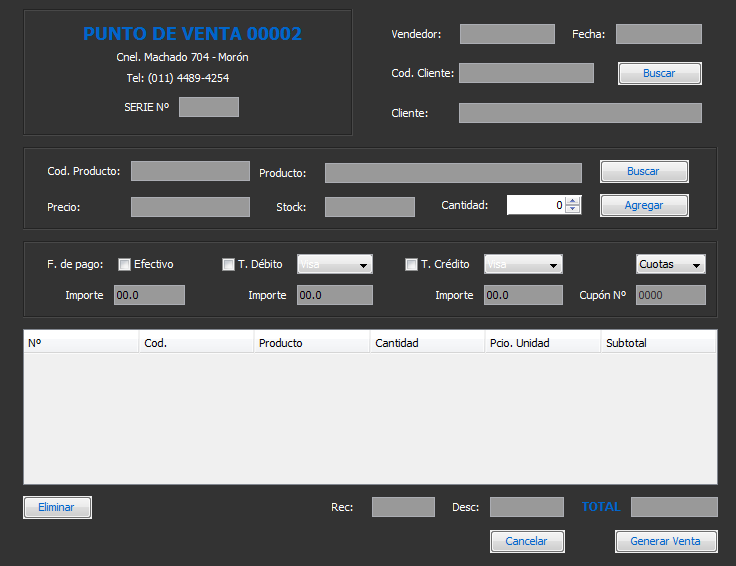 PUNTO DE VENTA 00002
Cnel. Machado 704 - Morón
Tel: (011) 4489-4254
SERIE Nº
Vendedor: Fecha:
Cod. Cliente: Buscar
Cliente:
Cod. Producto: Producto: Buscar
Precio: Stock: Cantidad: 0 Agregar
F. de pago: Efectivo T. Débito Visa T. Crédito Visa Cuotas
Importe 00.0 Importe 00.0 Importe 00.0 Cupón Nº 0000
Nº Cod. Producto Cantidad Pcio. Unidad Subtotal
Eliminar Rec: Desc: TOTAL
Cancelar Generar Venta